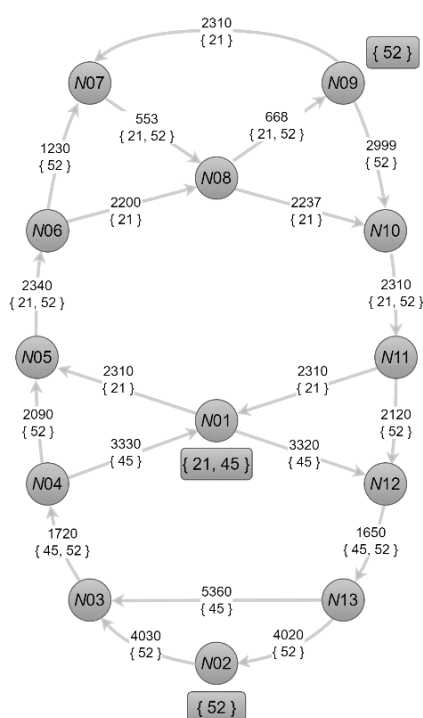 2310
{ 21 }
{ 52 }
N07
N09
553
{ 21, 52 }
668
{ 21, 52 }
1230
{ 52 }
2999
{ 52 }
N08
2200
{ 21 }
2237
{ 21 }
N06
N10
2340
{ 21, 52 }
2310
{ 21, 52 }
N05
N11
2310
{ 21 }
2310
{ 21 }
2090
{ 52 }
N01
2120
{ 52 }
3330
{ 45 }
3320
{ 45 }
{ 21, 45 }
N04
N12
1720
{ 45, 52 }
1650
{ 45, 52 }
5360
{ 45 }
N03
N13
4030
{ 52 }
4020
{ 52 }
N02
{ 52 }